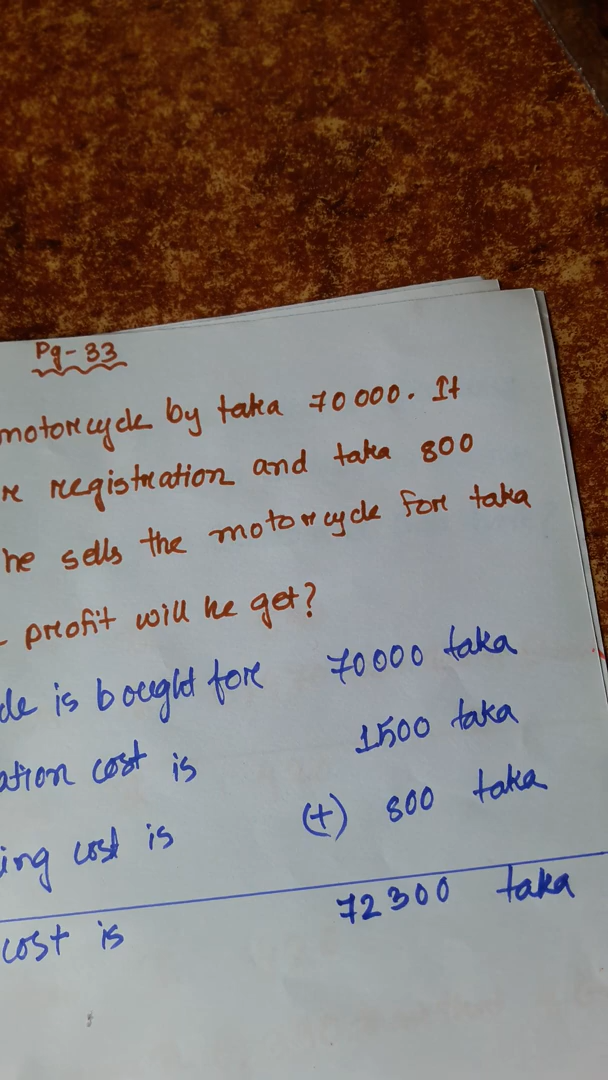 Pg-33
motorcycle by taka 70000. It
registration and taka 800
he sells the motorcycle for taka
profit will he get?
is bought for 70000 taka
cost is 1500 taka
cost is (+) 800 taka
cost is 72300 taka